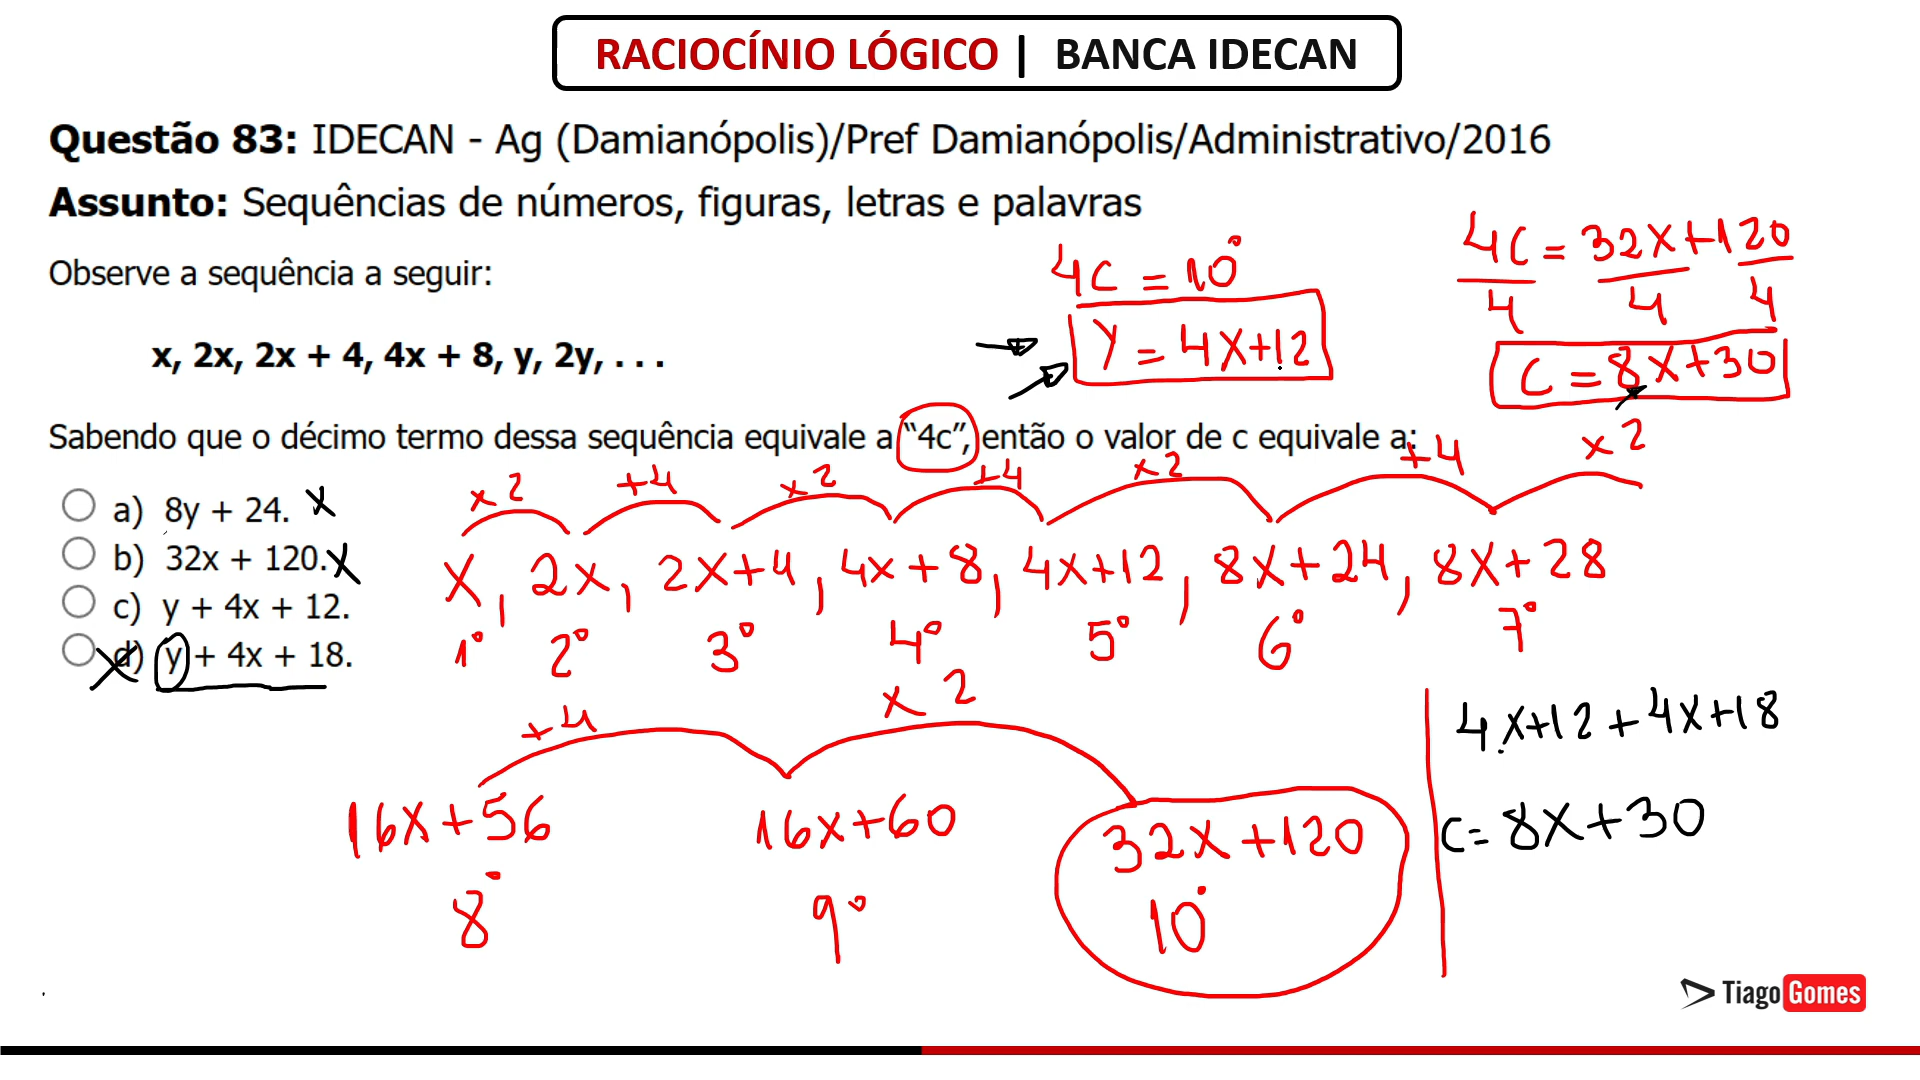 RACIOCÍNIO LÓGICO | BANCA IDECAN
Questão 83: IDECAN - Ag (Damianópolis)/Pref Damianópolis/Administrativo/2016
Assunto: Sequências de números, figuras, letras e palavras
Observe a sequência a seguir:
x, 2x, 2x + 4, 4x + 8, y, 2y, . . .
4C = 10°
Y = 4X+12
4C = 32X+120
4 4 4
C = 8X+30
Sabendo que o décimo termo dessa sequência equivale a “4c”, então o valor de c equivale a:
x 2 +4 x 2 +4 x 2 +4 x 2
a) 8y + 24. X
b) 32x + 120. X
c) y + 4x + 12.
d) y + 4x + 18.
X, 2X, 2X+4, 4X+8, 4X+12, 8X+24, 8X+28
1° 2° 3° 4° 5° 6° 7°
+4 x 2
16X+56 16X+60 32X+120
8° 9° 10°
4X+12+4X+18
C= 8X+30
Tiago Gomes